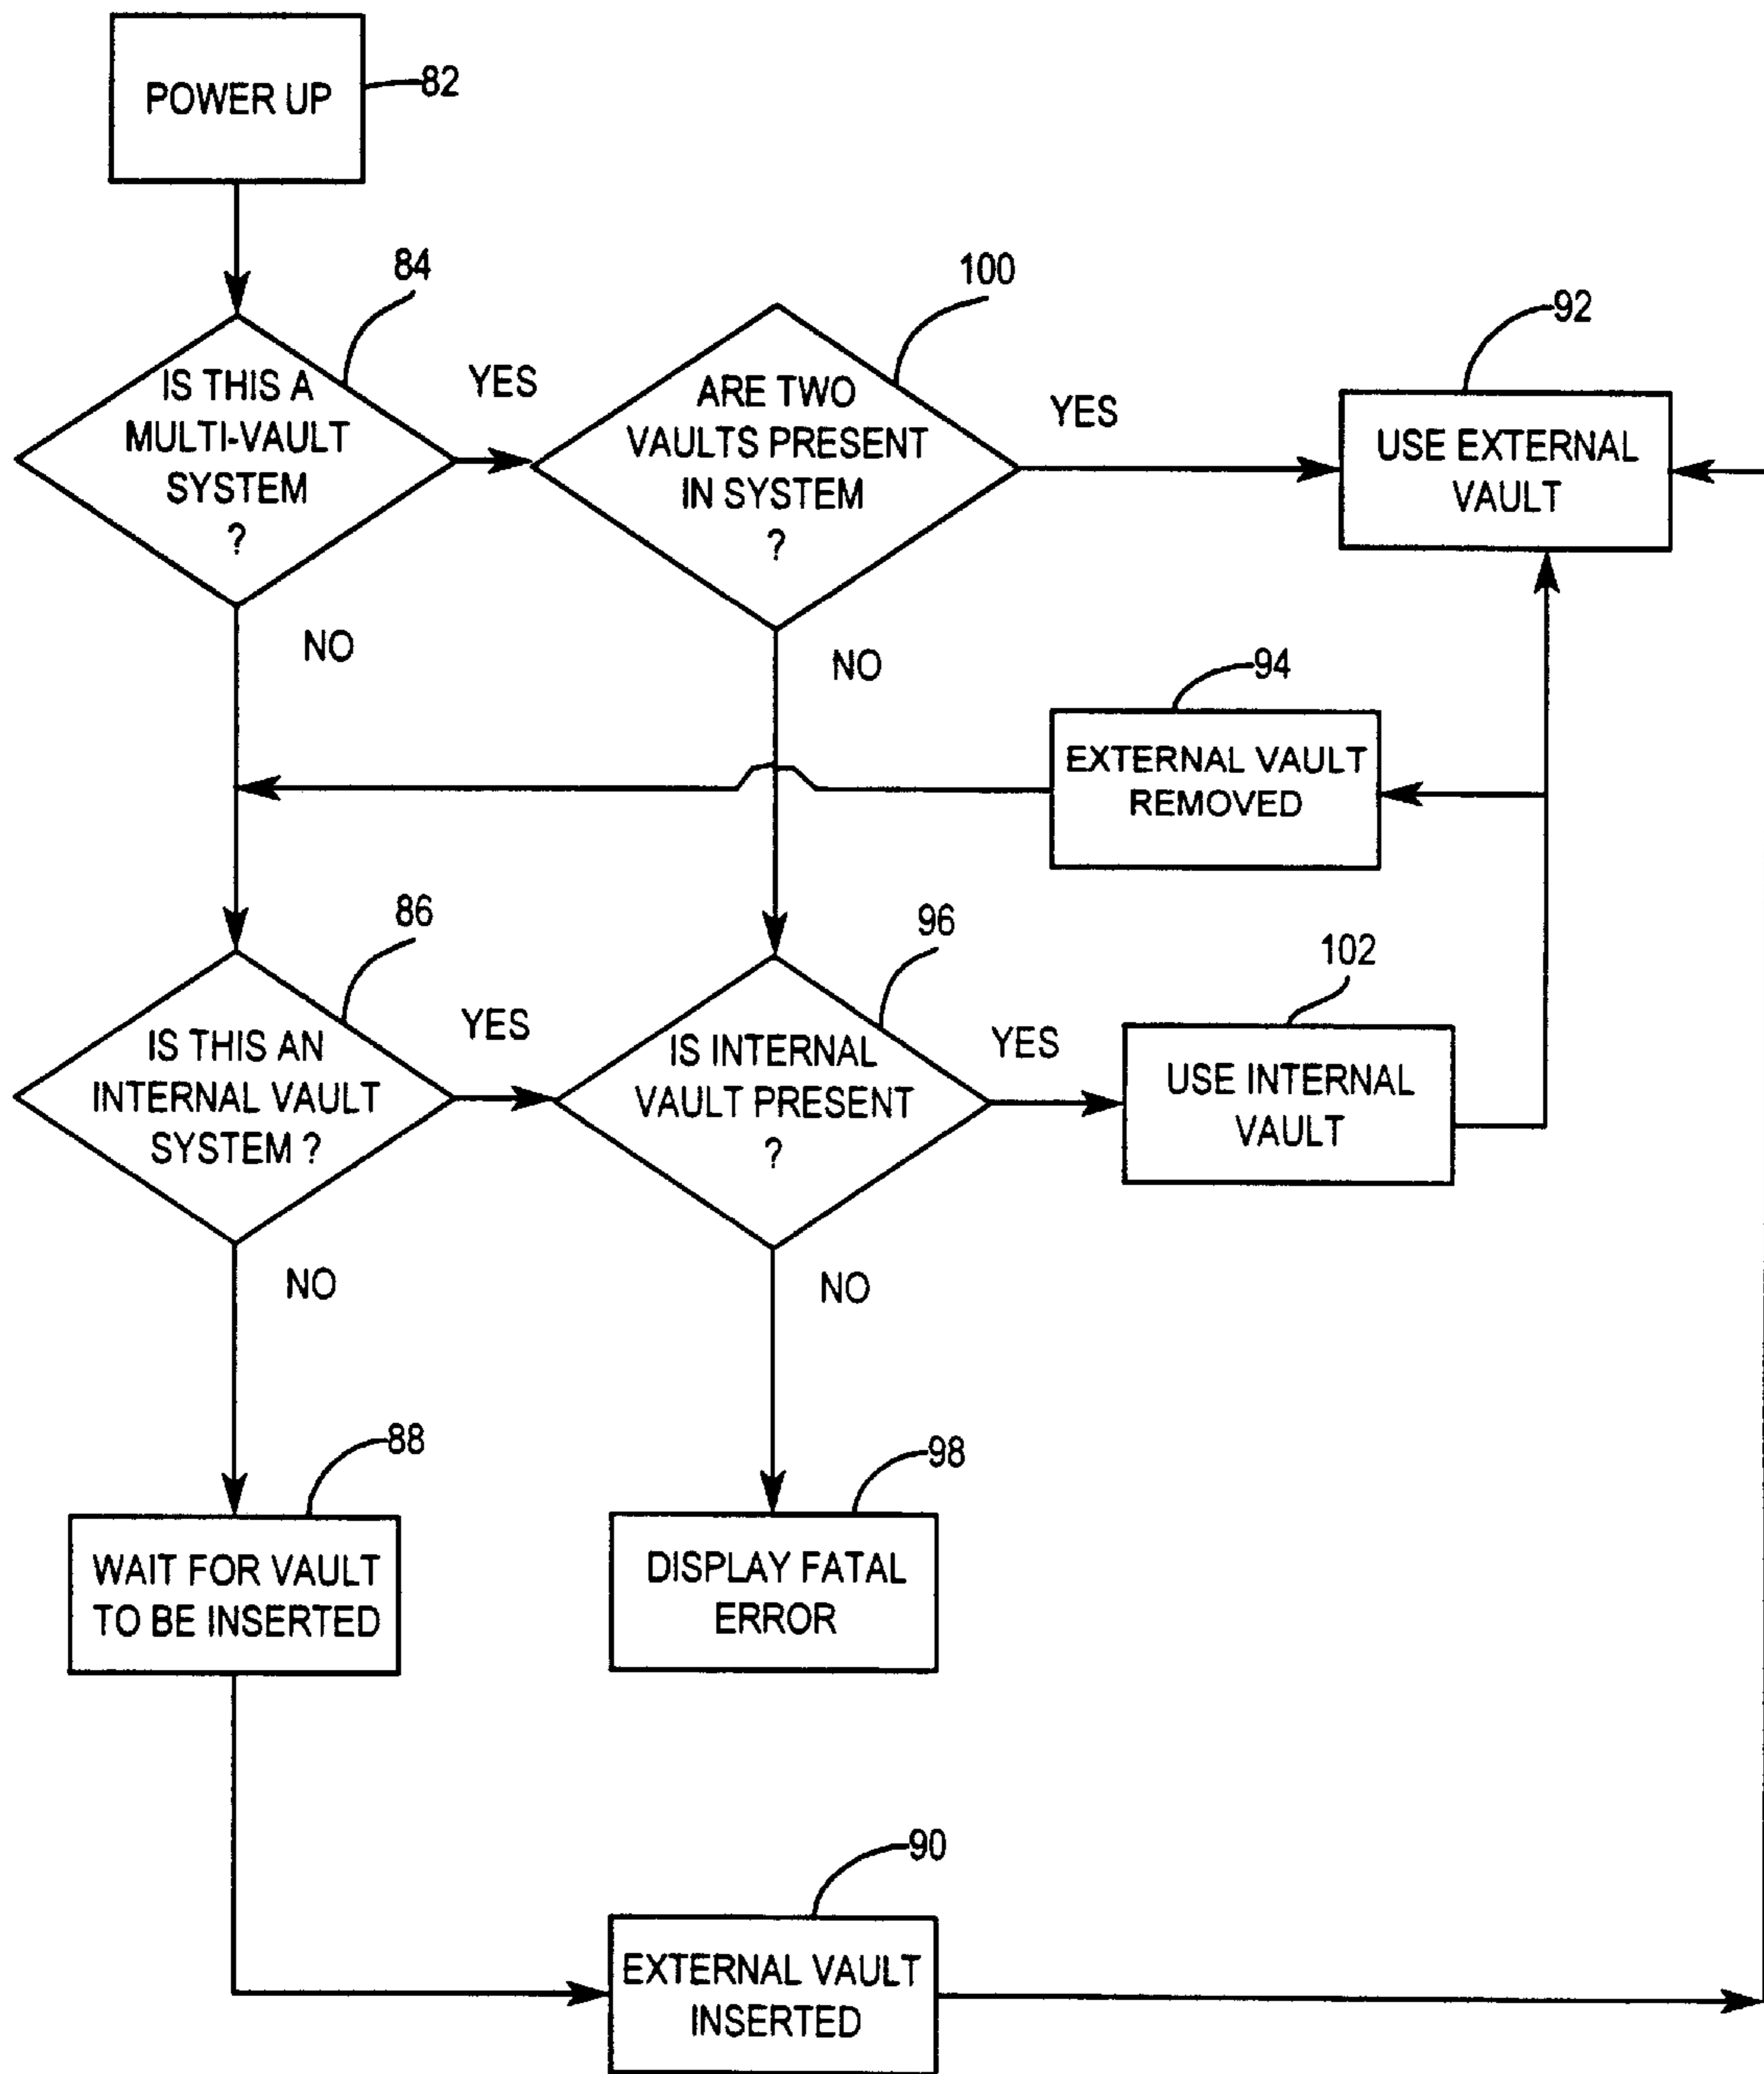 POWER UP
82
84
IS THIS A
MULTI-VAULT
SYSTEM
?
YES
NO
100
ARE TWO
VAULTS PRESENT
IN SYSTEM
?
YES
NO
92
USE EXTERNAL
VAULT
94
EXTERNAL VAULT
REMOVED
86
IS THIS AN
INTERNAL VAULT
SYSTEM ?
YES
NO
96
IS INTERNAL
VAULT PRESENT
?
YES
NO
102
USE INTERNAL
VAULT
88
WAIT FOR VAULT
TO BE INSERTED
98
DISPLAY FATAL
ERROR
90
EXTERNAL VAULT
INSERTED